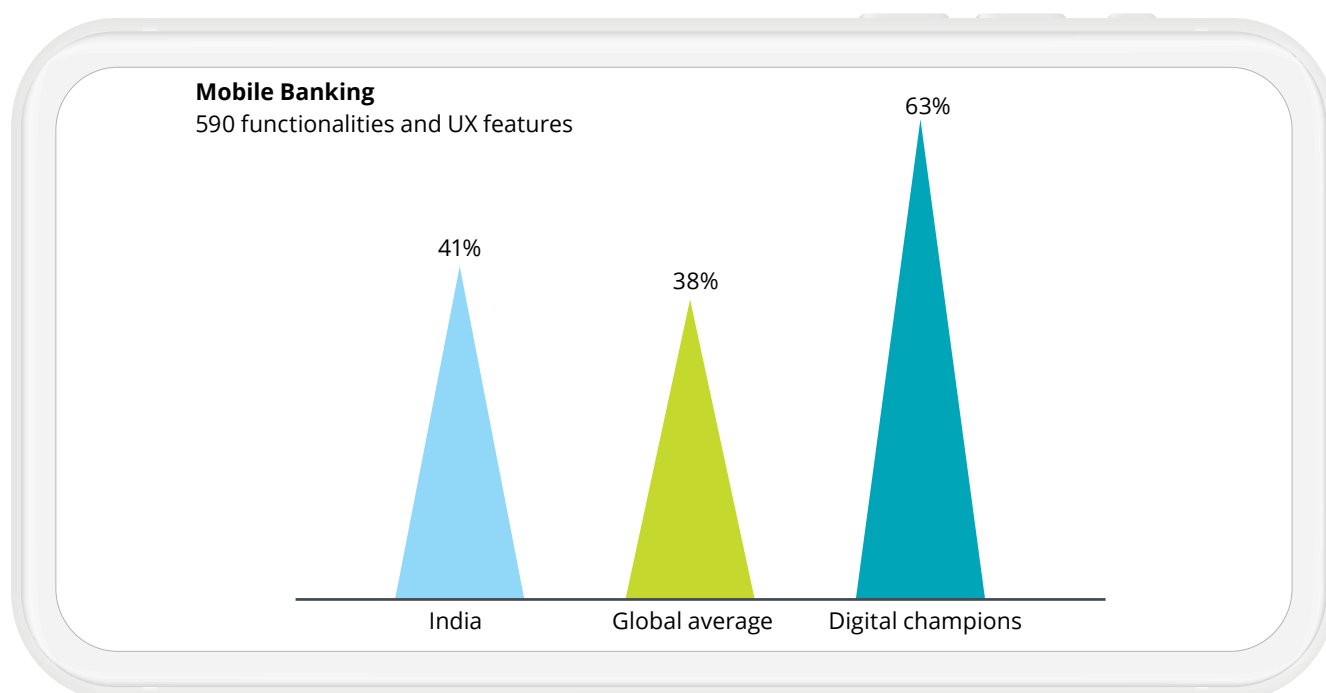 Mobile Banking
590 functionalities and UX features
63%
41%
38%
India
Global average
Digital champions